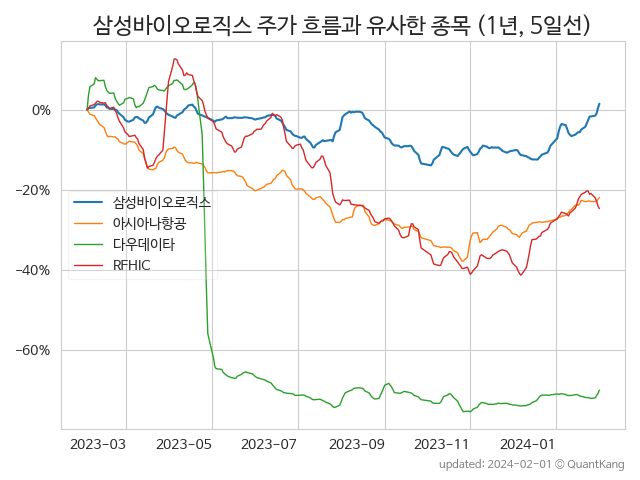 삼성바이오로직스 주가 흐름과 유사한 종목 (1년, 5일선)
0%
−20%
−40%
−60%
삼성바이오로직스
아시아나항공
다우데이타
RFHIC
2023−03 2023−05 2023−07 2023−09 2023−11 2024−01
updated: 2024-02-01 © QuantKang